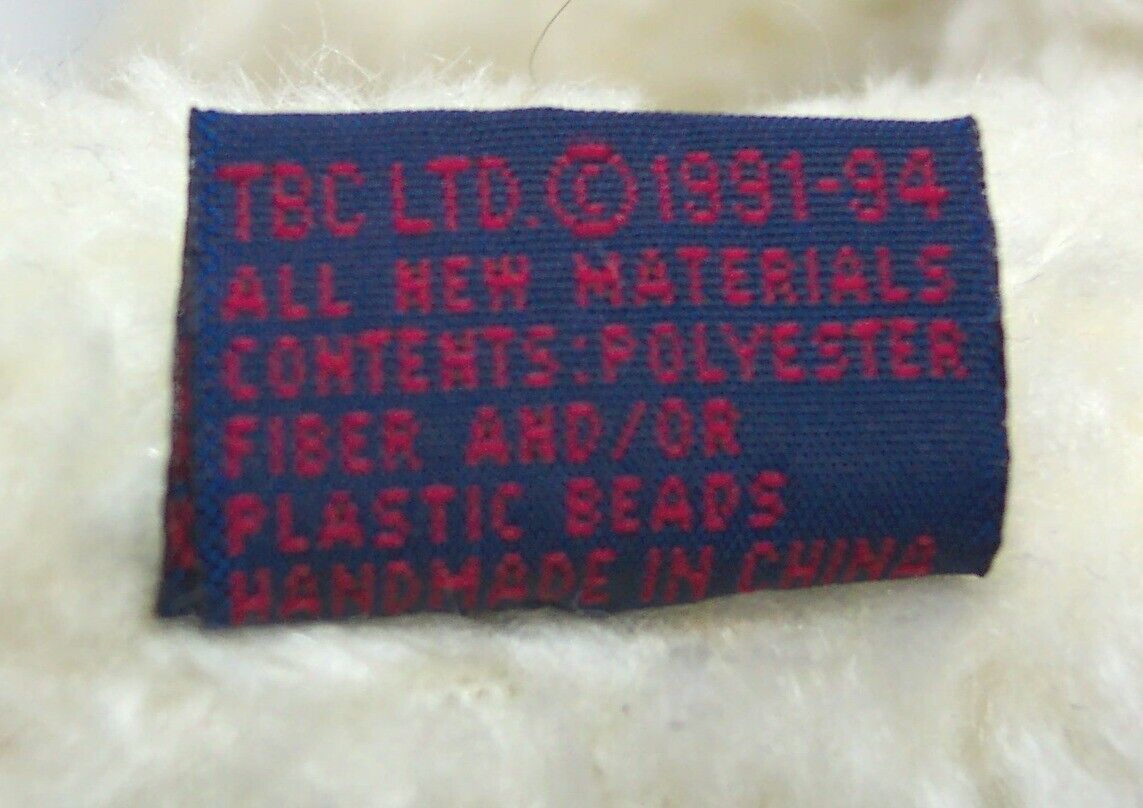 TBC LTD. © 1991-94
ALL NEW MATERIALS
CONTENTS: POLYESTER
FIBER AND/OR
PLASTIC BEADS
HANDMADE IN CHINA